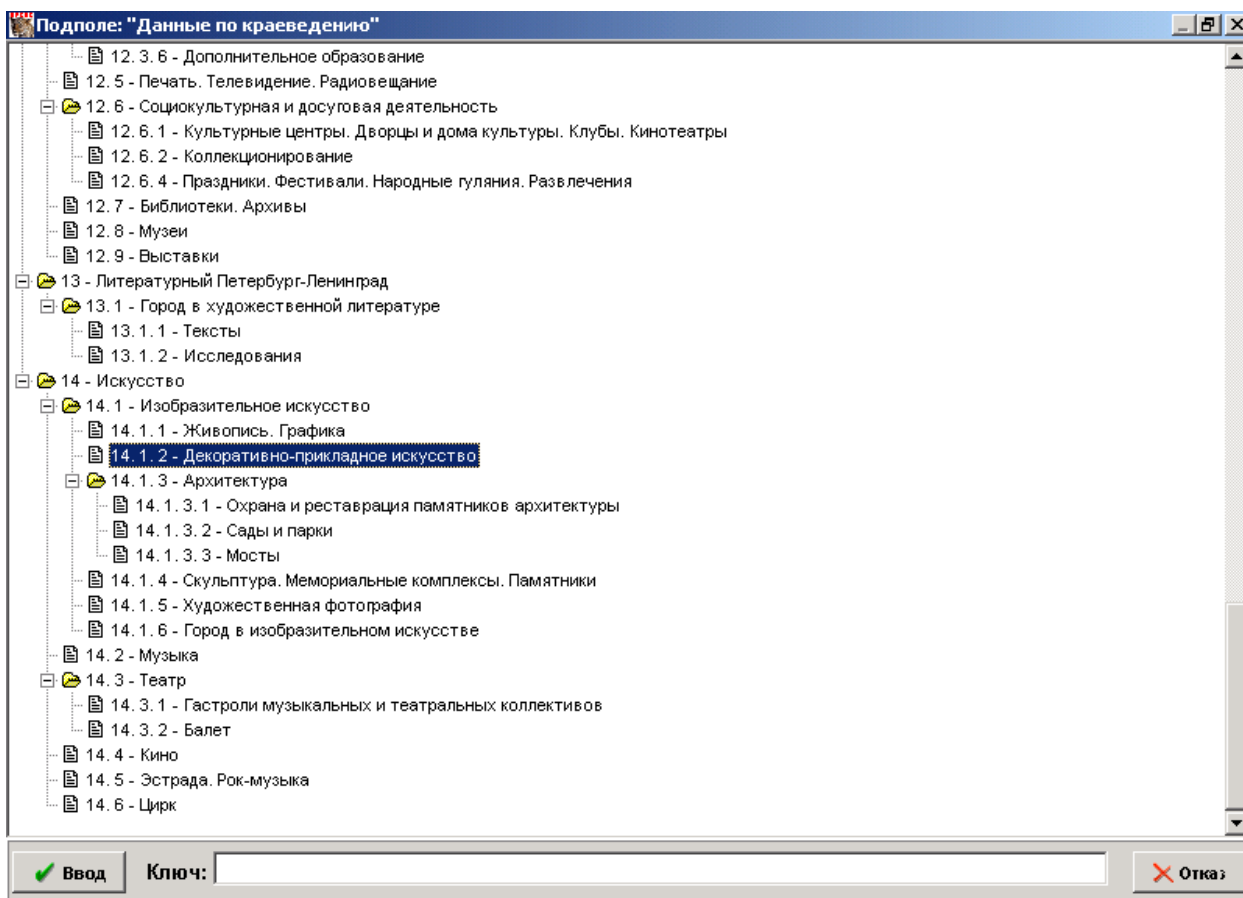 Подполе: "Данные по краеведению"
12. 3. 6 - Дополнительное образование
12. 5 - Печать. Телевидение. Радиовещание
12. 6 - Социокультурная и досуговая деятельность
12. 6. 1 - Культурные центры. Дворцы и дома культуры. Клубы. Кинотеатры
12. 6. 2 - Коллекционирование
12. 6. 4 - Праздники. Фестивали. Народные гуляния. Развлечения
12. 7 - Библиотеки. Архивы
12. 8 - Музеи
12. 9 - Выставки
13 - Литературный Петербург-Ленинград
13. 1 - Город в художественной литературе
13. 1. 1 - Тексты
13. 1. 2 - Исследования
14 - Искусство
14. 1 - Изобразительное искусство
14. 1. 1 - Живопись. Графика
14. 1. 2 - Декоративно-прикладное искусство
14. 1. 3 - Архитектура
14. 1. 3. 1 - Охрана и реставрация памятников архитектуры
14. 1. 3. 2 - Сады и парки
14. 1. 3. 3 - Мосты
14. 1. 4 - Скульптура. Мемориальные комплексы. Памятники
14. 1. 5 - Художественная фотография
14. 1. 6 - Город в изобразительном искусстве
14. 2 - Музыка
14. 3 - Театр
14. 3. 1 - Гастроли музыкальных и театральных коллективов
14. 3. 2 - Балет
14. 4 - Кино
14. 5 - Эстрада. Рок-музыка
14. 6 - Цирк
Ввод Ключ: Отказ